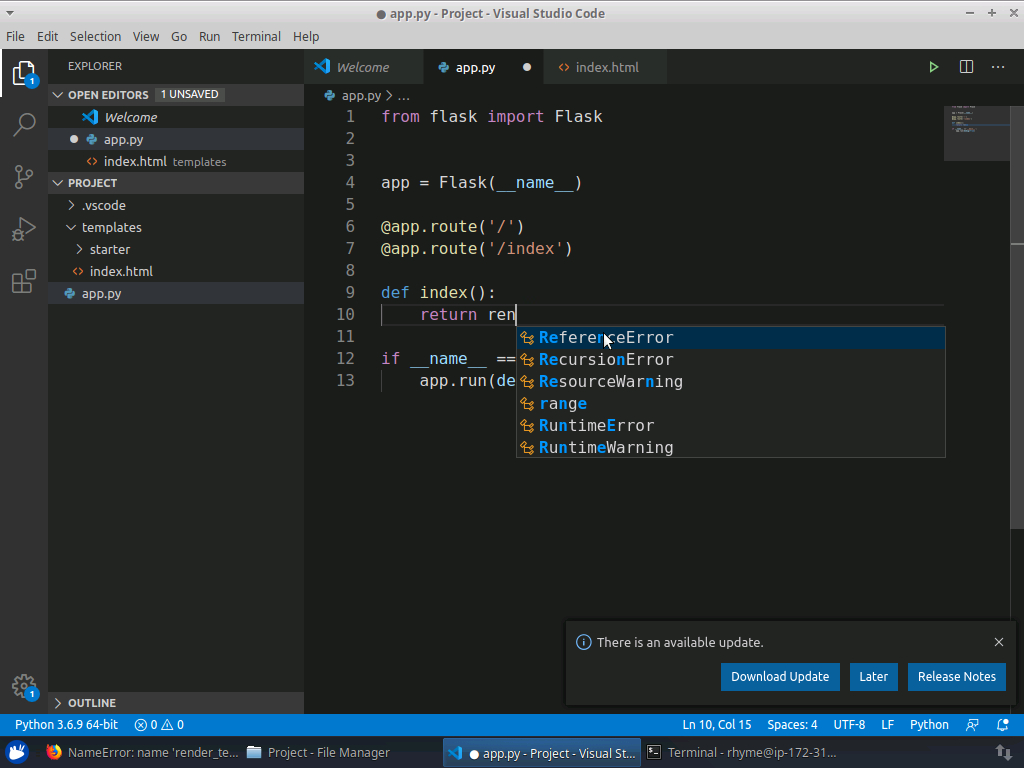 app.py - Project - Visual Studio Code
File Edit Selection View Go Run Terminal Help
1
EXPLORER
OPEN EDITORS 1 UNSAVED
Welcome
app.py
index.html templates
PROJECT
.vscode
templates
starter
index.html
app.py
OUTLINE
1
Welcome app.py index.html
app.py > ...
1 from flask import Flask
2
3
4 app = Flask(__name__)
5
6 @app.route('/')
7 @app.route('/index')
8
9 def index():
10 return ren
11
12 if __name__ ==
13 app.run(de
ReferenceError
RecursionError
ResourceWarning
range
RuntimeError
RuntimeWarning
There is an available update.
Download Update Later Release Notes
Python 3.6.9 64-bit 0 0 Ln 10, Col 15 Spaces: 4 UTF-8 LF Python
NameError: name 'render_te... Project - File Manager app.py - Project - Visual St... Terminal - rhyme@ip-172-31...